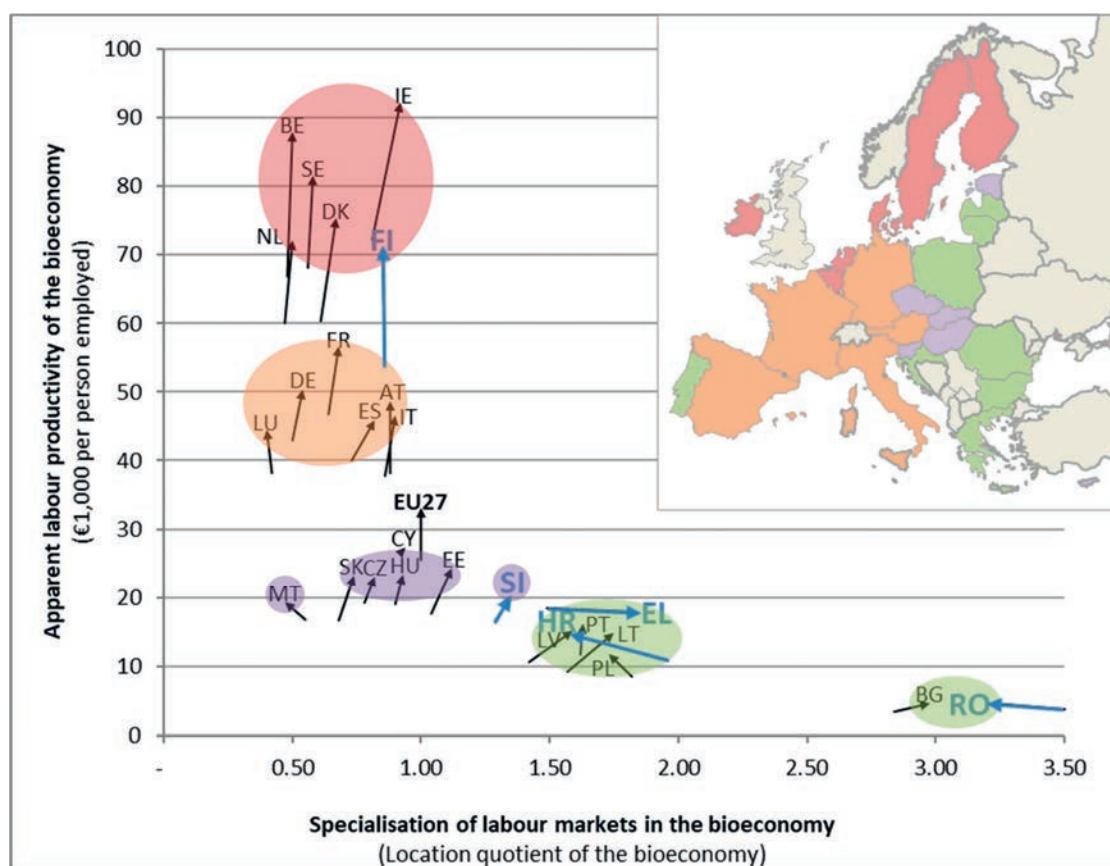 Apparent labour productivity of the bioeconomy
(€1,000 per person employed)
100
90
80
70
60
50
40
30
20
10
0
IE
BE
SE
DK
NL
FI
FR
DE
AT
ES
IT
LU
EU27
CY
EE
SK
CZ
HU
MT
SI
HR
EL
PT
LV
LT
PL
BG
RO
-
0.50
1.00
1.50
2.00
2.50
3.00
3.50
Specialisation of labour markets in the bioeconomy
(Location quotient of the bioeconomy)